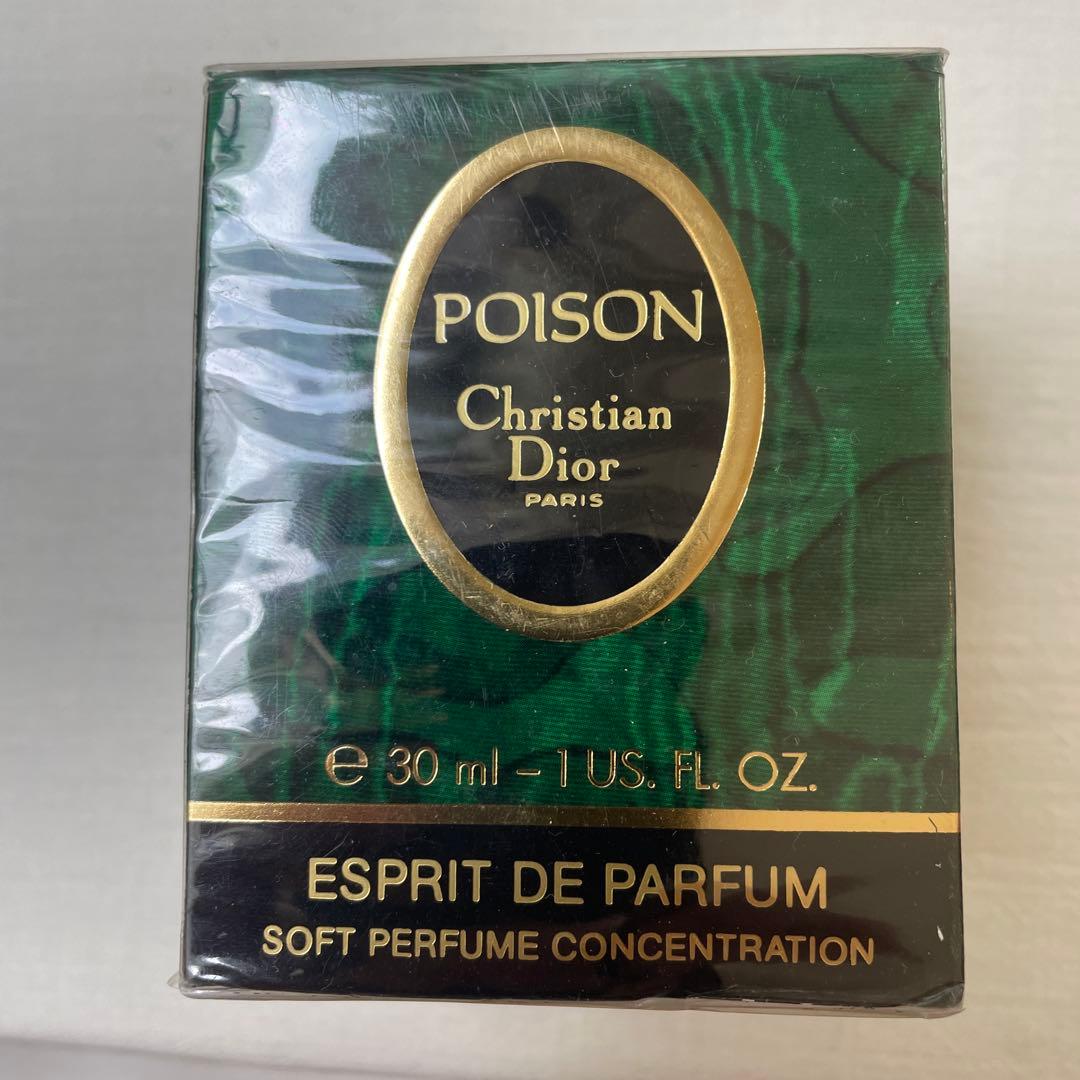 POISON
Christian
Dior
PARIS
℮ 30 ml – 1 US. FL. OZ.
ESPRIT DE PARFUM
SOFT PERFUME CONCENTRATION